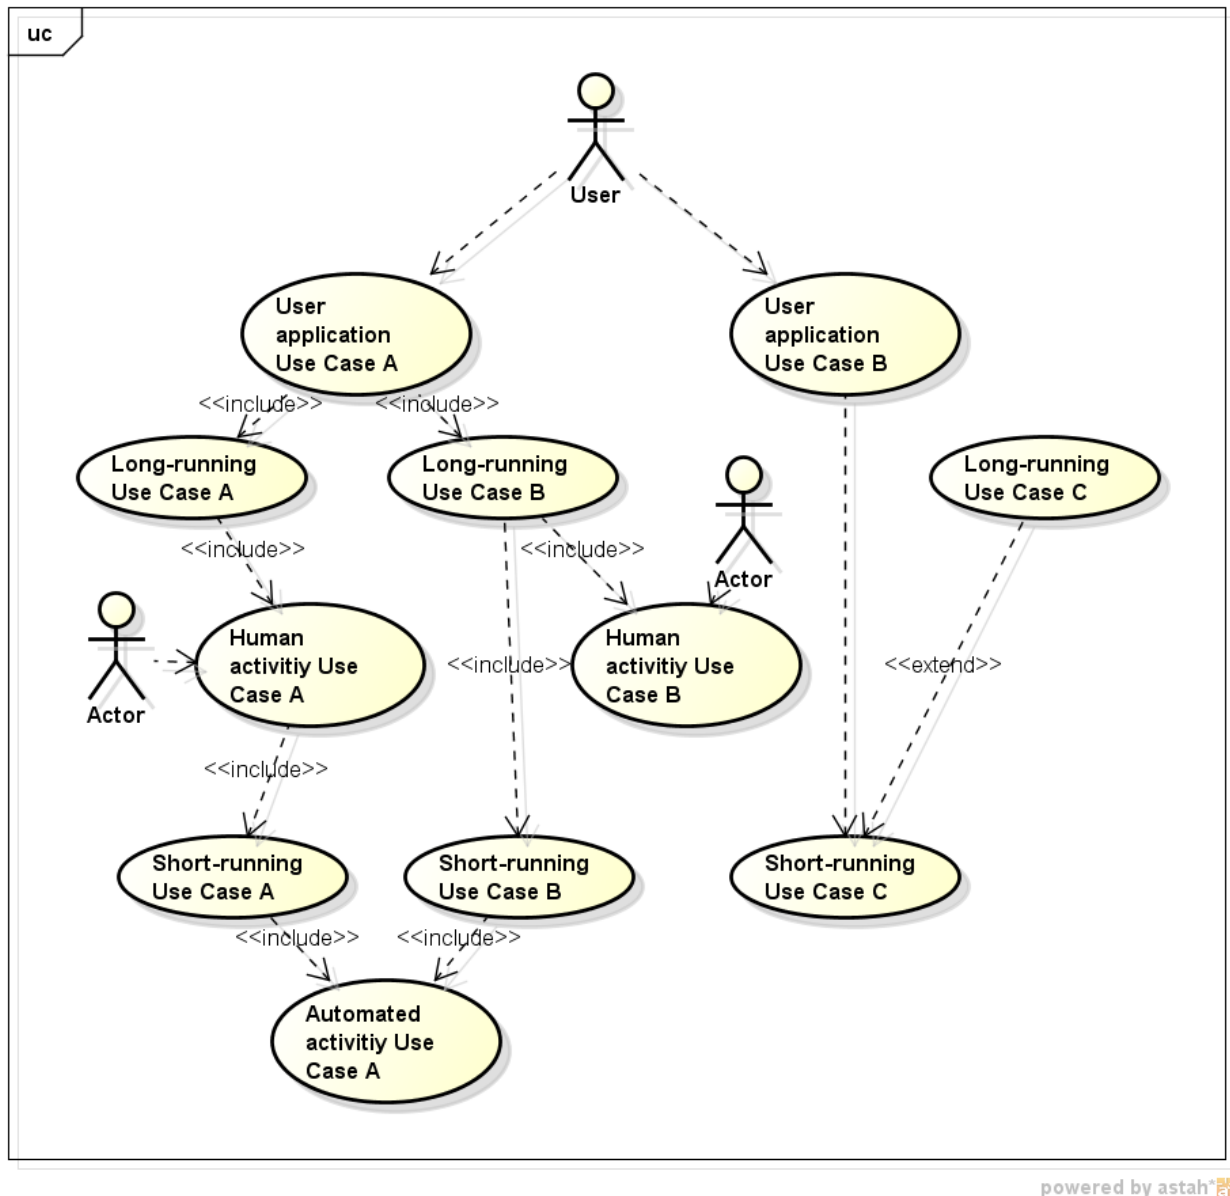 uc
User
User
application
Use Case A
User
application
Use Case B
<<include>>
<<include>>
Long-running
Use Case A
Long-running
Use Case B
Long-running
Use Case C
<<include>>
<<include>>
Actor
Actor
Human
activitiy Use
Case A
<<include>>
Human
activitiy Use
Case B
<<extend>>
<<include>>
Short-running
Use Case A
Short-running
Use Case B
Short-running
Use Case C
<<include>>
<<include>>
Automated
activitiy Use
Case A
powered by astah*